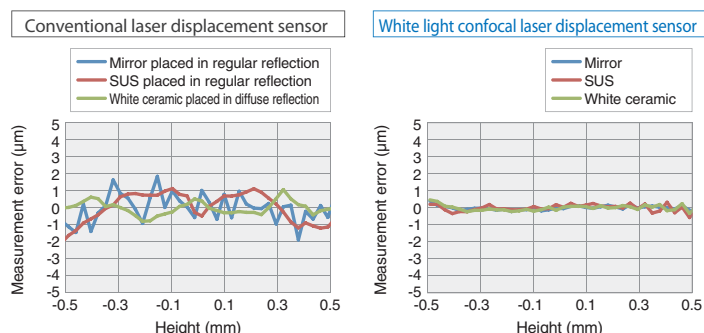 Conventional laser displacement sensor
Mirror placed in regular reflection
SUS placed in regular reflection
White ceramic placed in diffuse reflection
Measurement error (μm)
5
4
3
2
1
0
-1
-2
-3
-4
-5
-0.5
-0.3
-0.1
0.1
0.3
0.5
Height (mm)
White light confocal laser displacement sensor
Mirror
SUS
White ceramic
Measurement error (μm)
5
4
3
2
1
0
-1
-2
-3
-4
-5
-0.5
-0.3
-0.1
0.1
0.3
0.5
Height (mm)